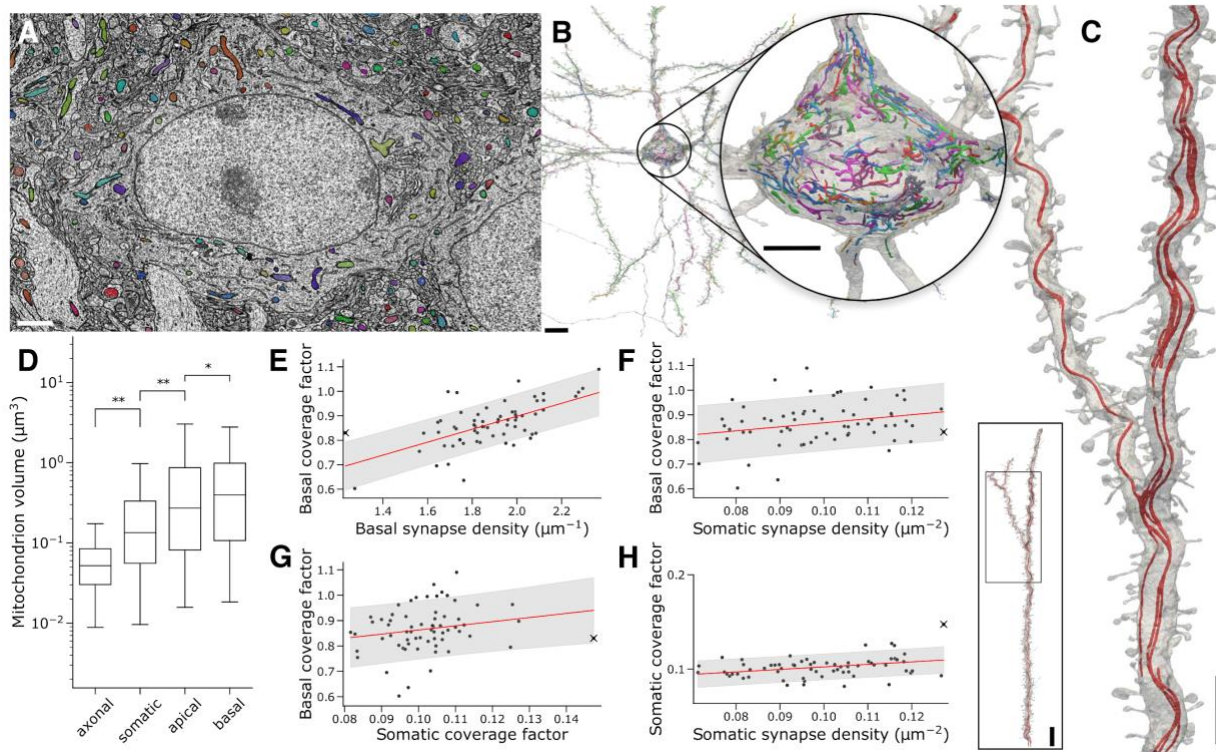 A
B
C
D
Mitochondrion volume (μm³)
10¹
10⁰
10⁻¹
10⁻²
**
**
*
axonal
somatic
apical
basal
E
Basal coverage factor
1.1
1.0
0.9
0.8
0.7
0.6
1.4
1.6
1.8
2.0
2.2
Basal synapse density (μm⁻¹)
F
Basal coverage factor
1.1
1.0
0.9
0.8
0.7
0.6
0.08
0.09
0.10
0.11
0.12
Somatic synapse density (μm⁻²)
G
Basal coverage factor
1.1
1.0
0.9
0.8
0.7
0.6
0.08
0.09
0.10
0.11
0.12
0.13
0.14
Somatic coverage factor
H
Somatic coverage factor
0.2
0.1
0.08
0.09
0.10
0.11
0.12
Somatic synapse density (μm⁻²)